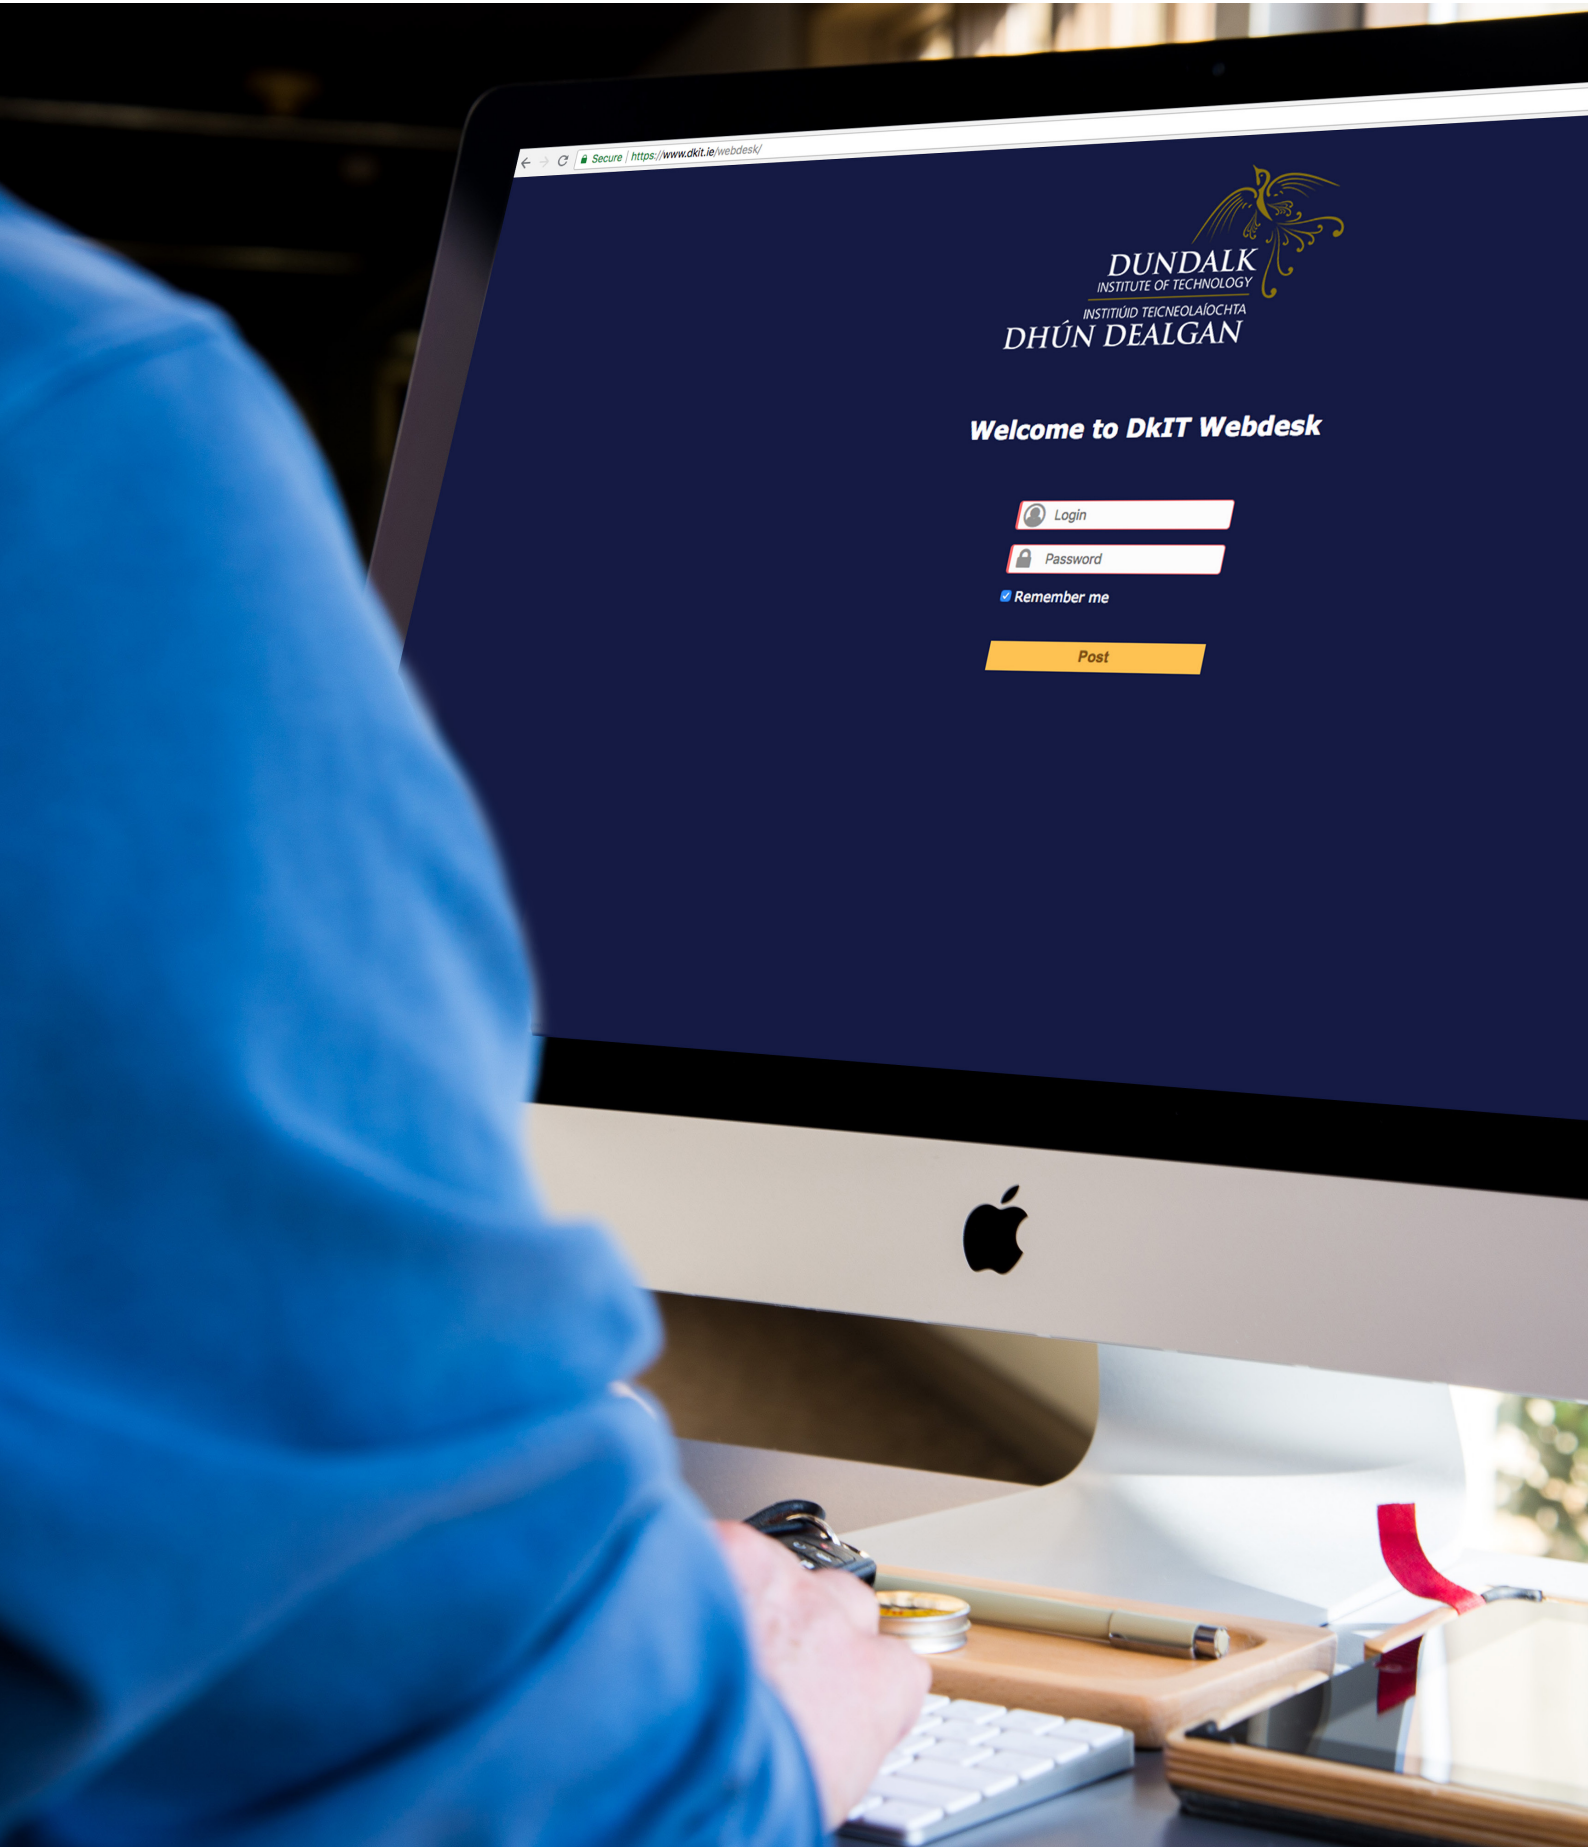 Secure | https://www.dkit.ie/webdesk/
DUNDALK
INSTITUTE OF TECHNOLOGY
INSTITIÚID TEICNEOLAÍOCHTA
DHÚN DEALGAN
Welcome to DkIT Webdesk
Login
Password
Remember me
Post